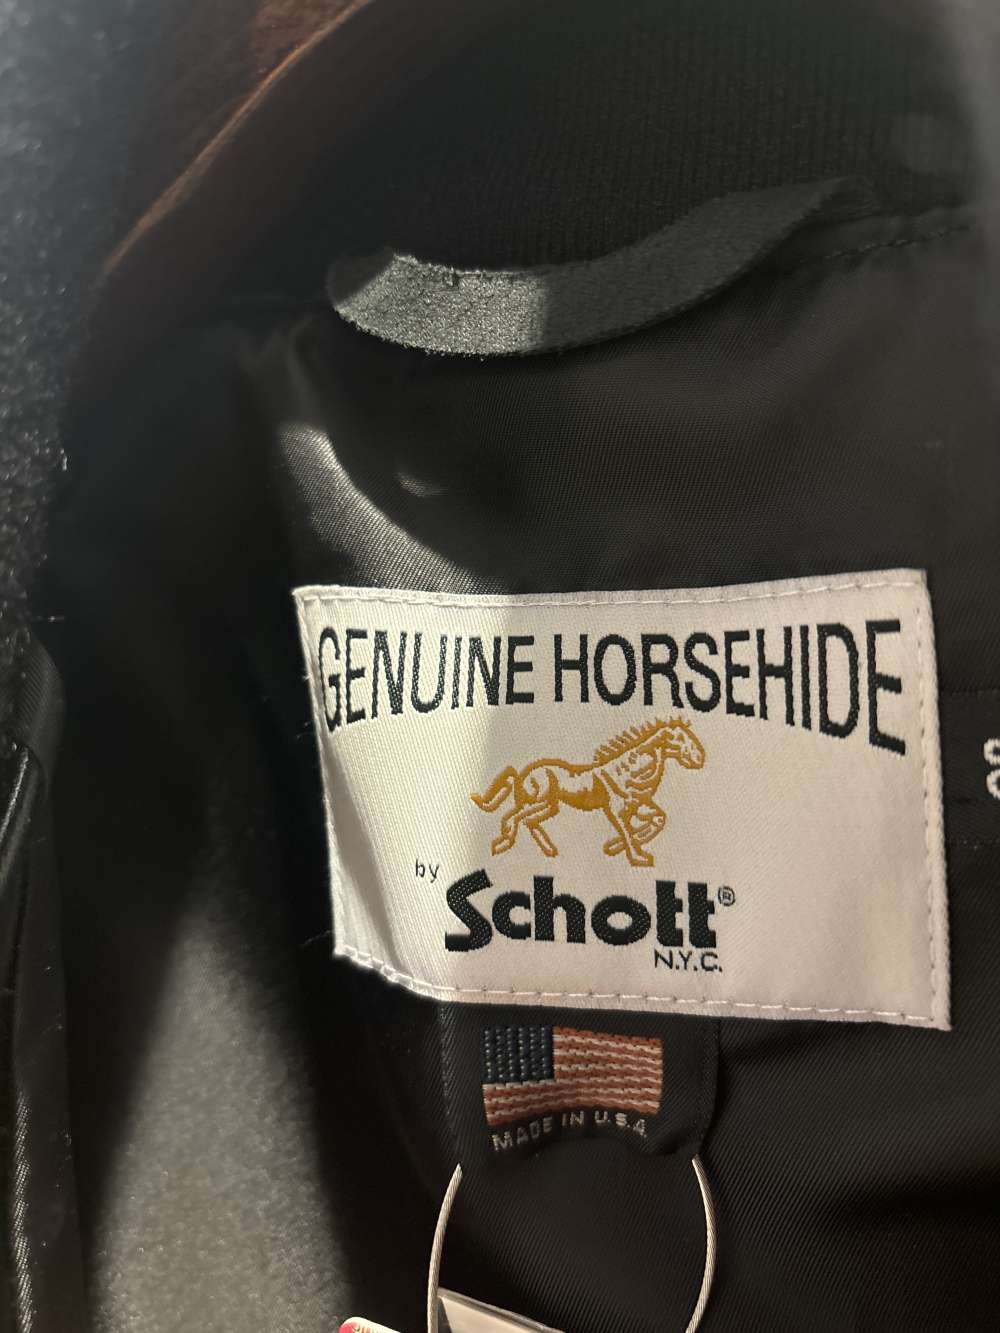 GENUINE HORSEHIDE
by Schott®
N.Y.C.
MADE IN U.S.A.